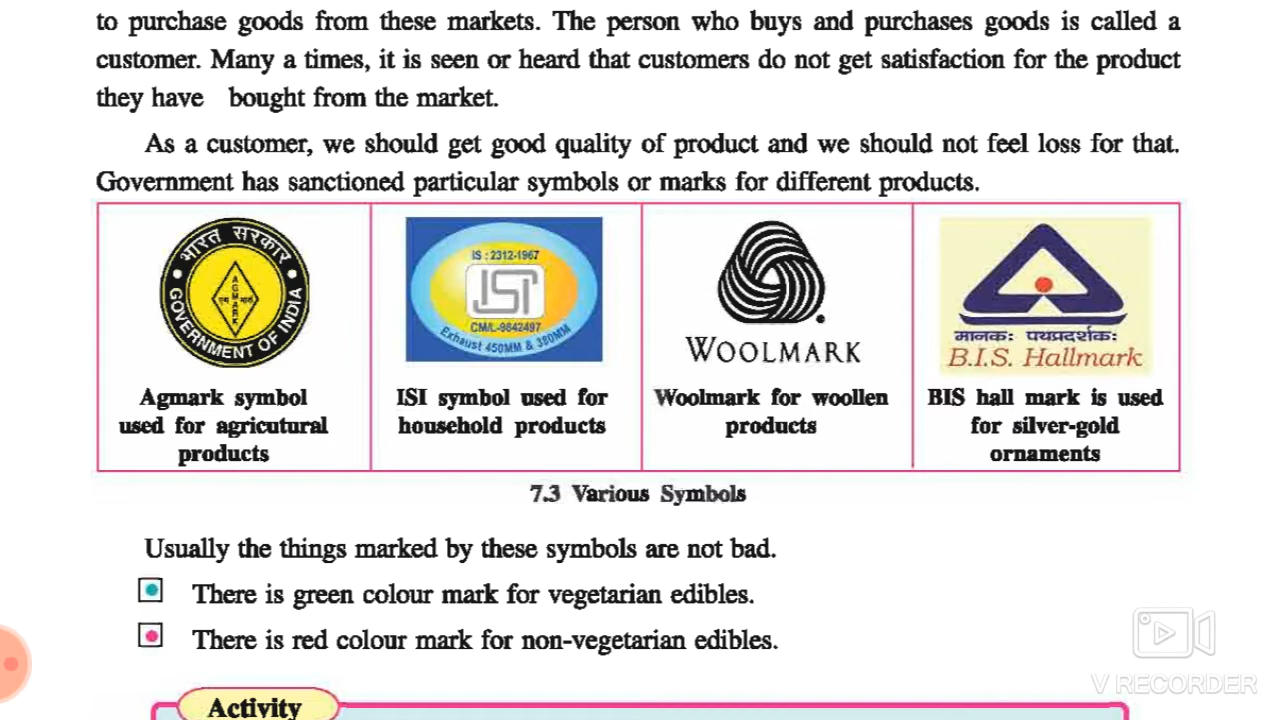 to purchase goods from these markets. The person who buys and purchases goods is called a
customer. Many a times, it is seen or heard that customers do not get satisfaction for the product
they have bought from the market.
As a customer, we should get good quality of product and we should not feel loss for that.
Government has sanctioned particular symbols or marks for different products.
भारत सरकार
AGMARK
एग मार्क
GOVERNMENT OF INDIA
Agmark symbol
used for agricutural
products
IS : 2312-1967
ISI
CM/L-9642497
Exhaust 450MM & 380MM
ISI symbol used for
household products
WOOLMARK
Woolmark for woollen
products
मानकः पथप्रदर्शकः
B.I.S. Hallmark
BIS hall mark is used
for silver-gold
ornaments
7.3 Various Symbols
Usually the things marked by these symbols are not bad.
There is green colour mark for vegetarian edibles.
There is red colour mark for non-vegetarian edibles.
V RECORDER
Activity